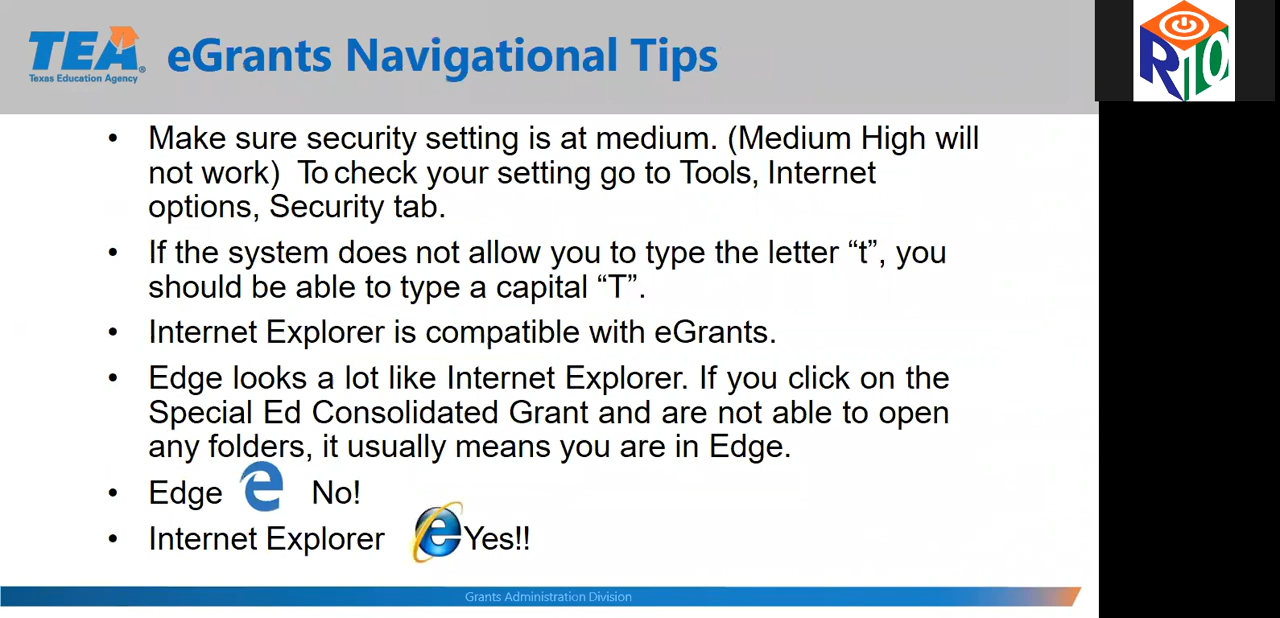 TEA
Texas Education Agency
eGrants Navigational Tips
R10
• Make sure security setting is at medium. (Medium High will
not work) To check your setting go to Tools, Internet
options, Security tab.
• If the system does not allow you to type the letter “t”, you
should be able to type a capital “T”.
• Internet Explorer is compatible with eGrants.
• Edge looks a lot like Internet Explorer. If you click on the
Special Ed Consolidated Grant and are not able to open
any folders, it usually means you are in Edge.
• Edge e No!
• Internet Explorer e Yes!!
Grants Administration Division